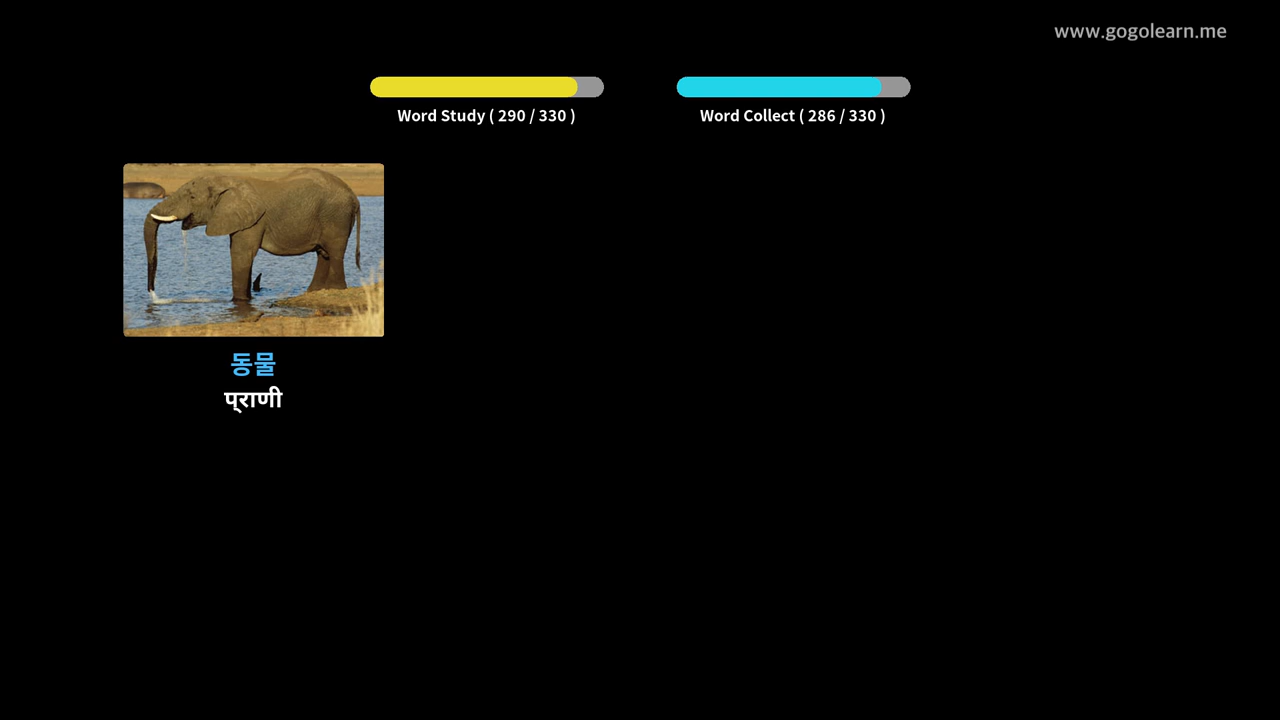 www.gogolearn.me
Word Study ( 290 / 330 )
Word Collect ( 286 / 330 )
동물
प्राणी